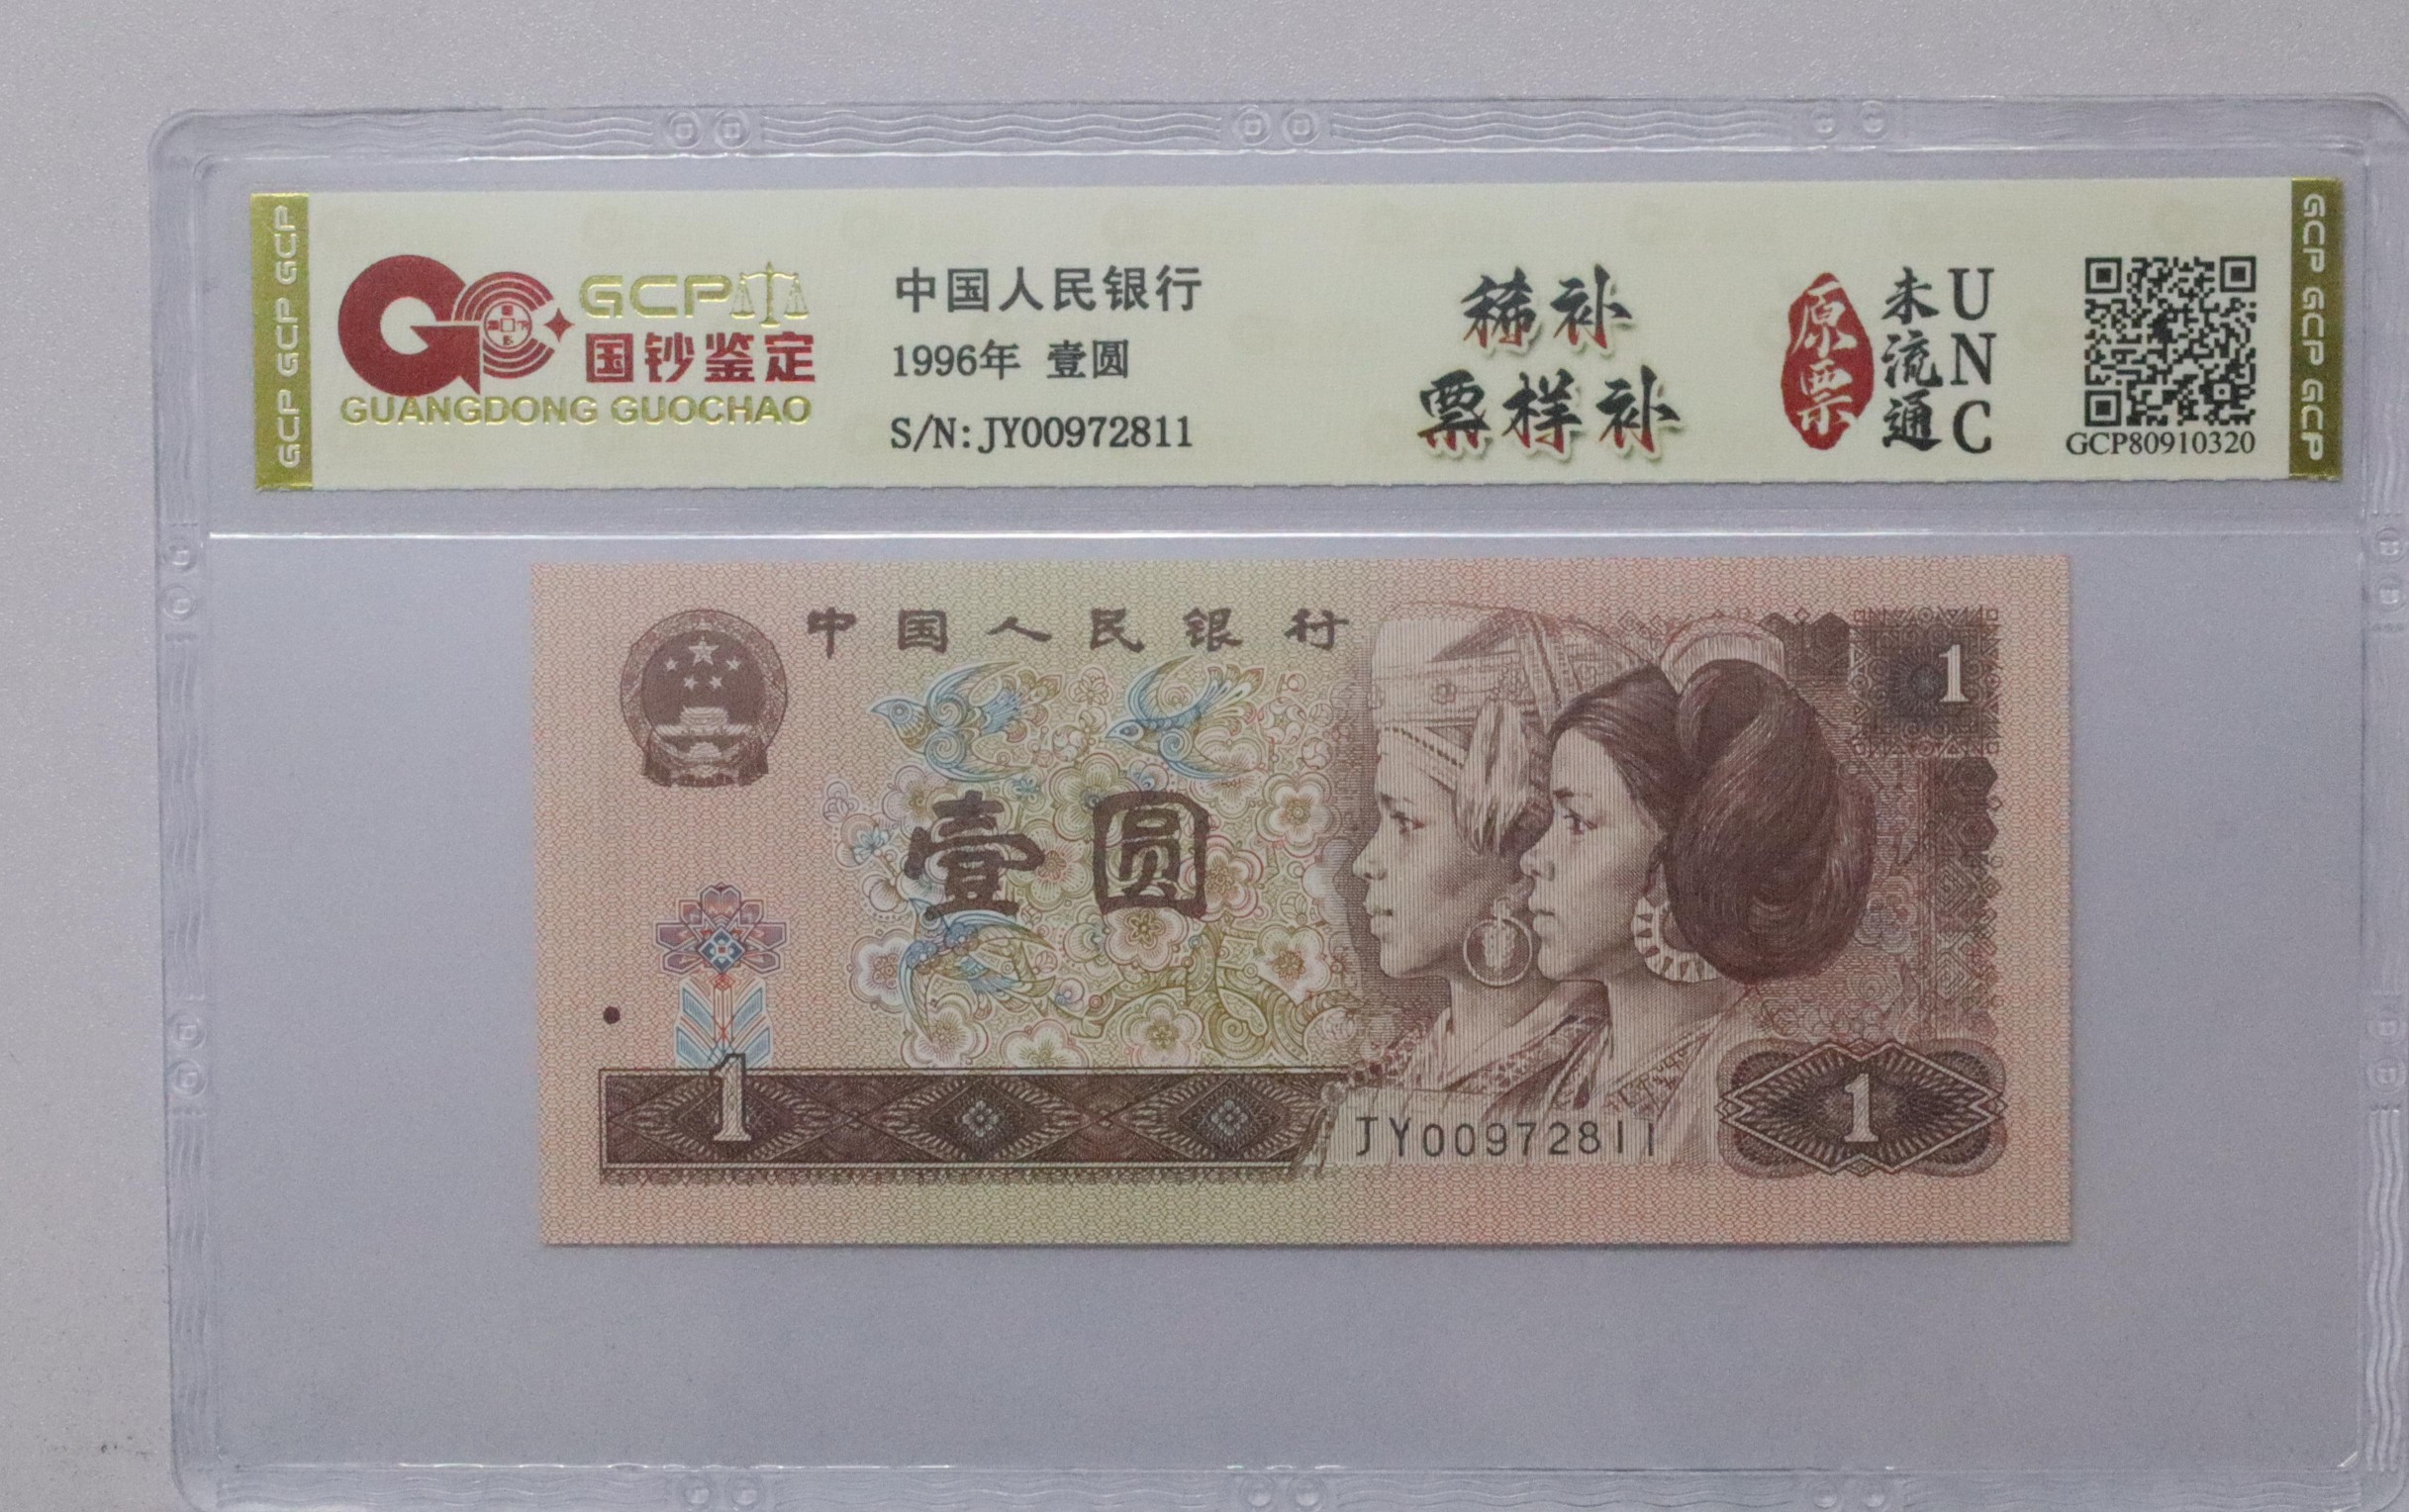 GCP GCP GCP
GCP
国钞鉴定
GUANGDONG GUOCHAO
中国人民银行
1996年 壹圆
S/N: JY00972811
稀补
票样补
原票
未流通
UNC
GCP80910320
GCP GCP GCP
中国人民银行
1
壹圆
1
JY00972811
1